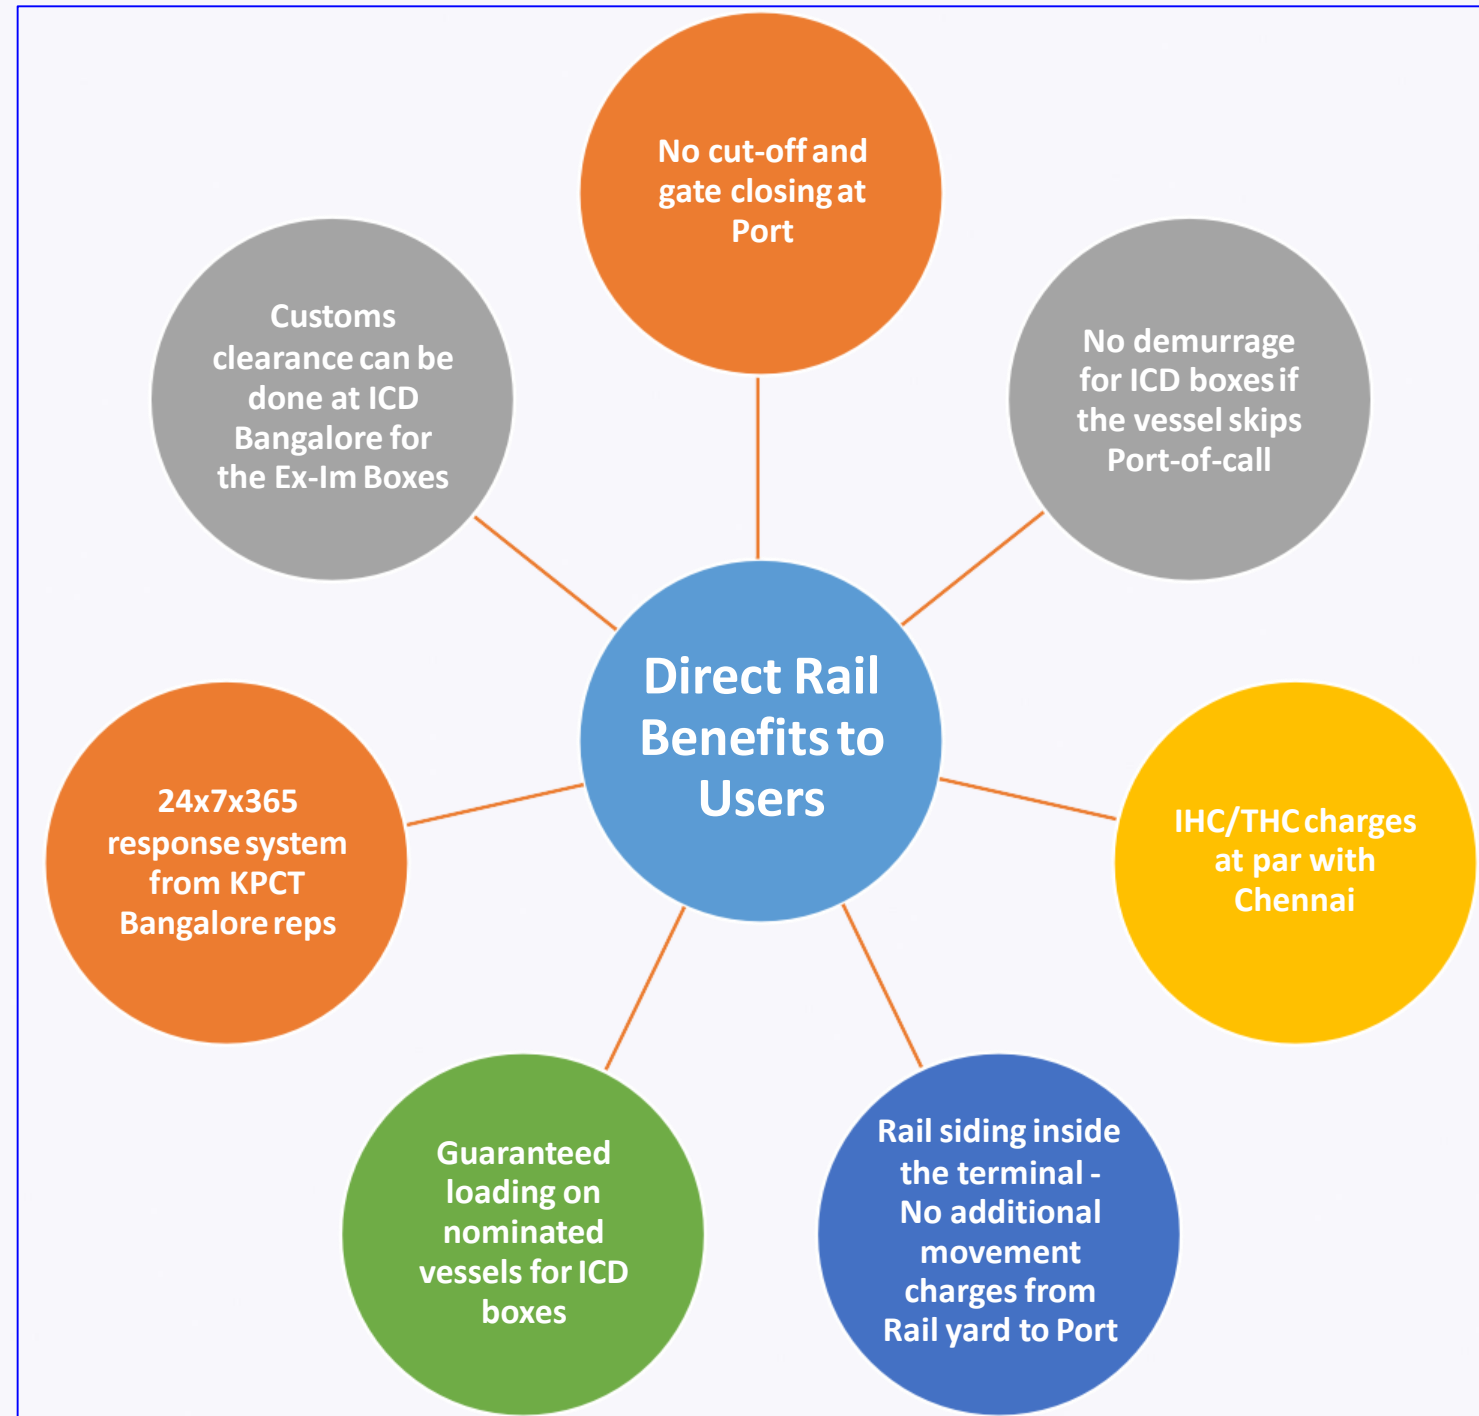 No cut-off and
gate closing at
Port
No demurrage
for ICD boxes if
the vessel skips
Port-of-call
IHC/THC charges
at par with
Chennai
Rail siding inside
the terminal -
No additional
movement
charges from
Rail yard to Port
Guaranteed
loading on
nominated
vessels for ICD
boxes
24x7x365
response system
from KPCT
Bangalore reps
Customs
clearance can be
done at ICD
Bangalore for
the Ex-Im Boxes
Direct Rail
Benefits to
Users